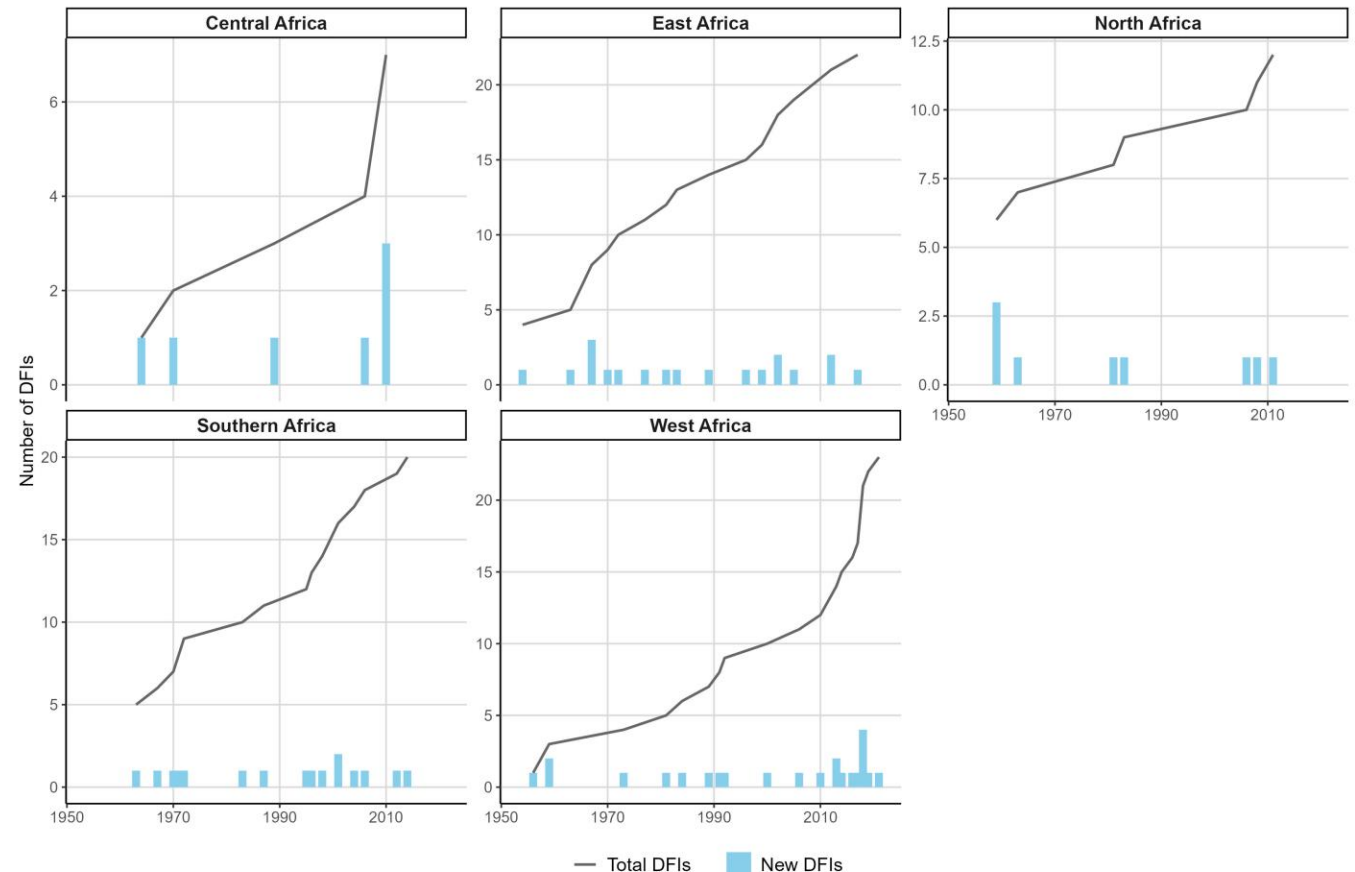 Central Africa
East Africa
North Africa
6
4
2
0
20
15
10
5
0
12.5
10.0
7.5
5.0
2.5
0.0
1950 1970 1990 2010
Number of DFIs
Southern Africa
West Africa
20
15
10
5
0
20
15
10
5
0
1950 1970 1990 2010
1950 1970 1990 2010
Total DFIs New DFIs